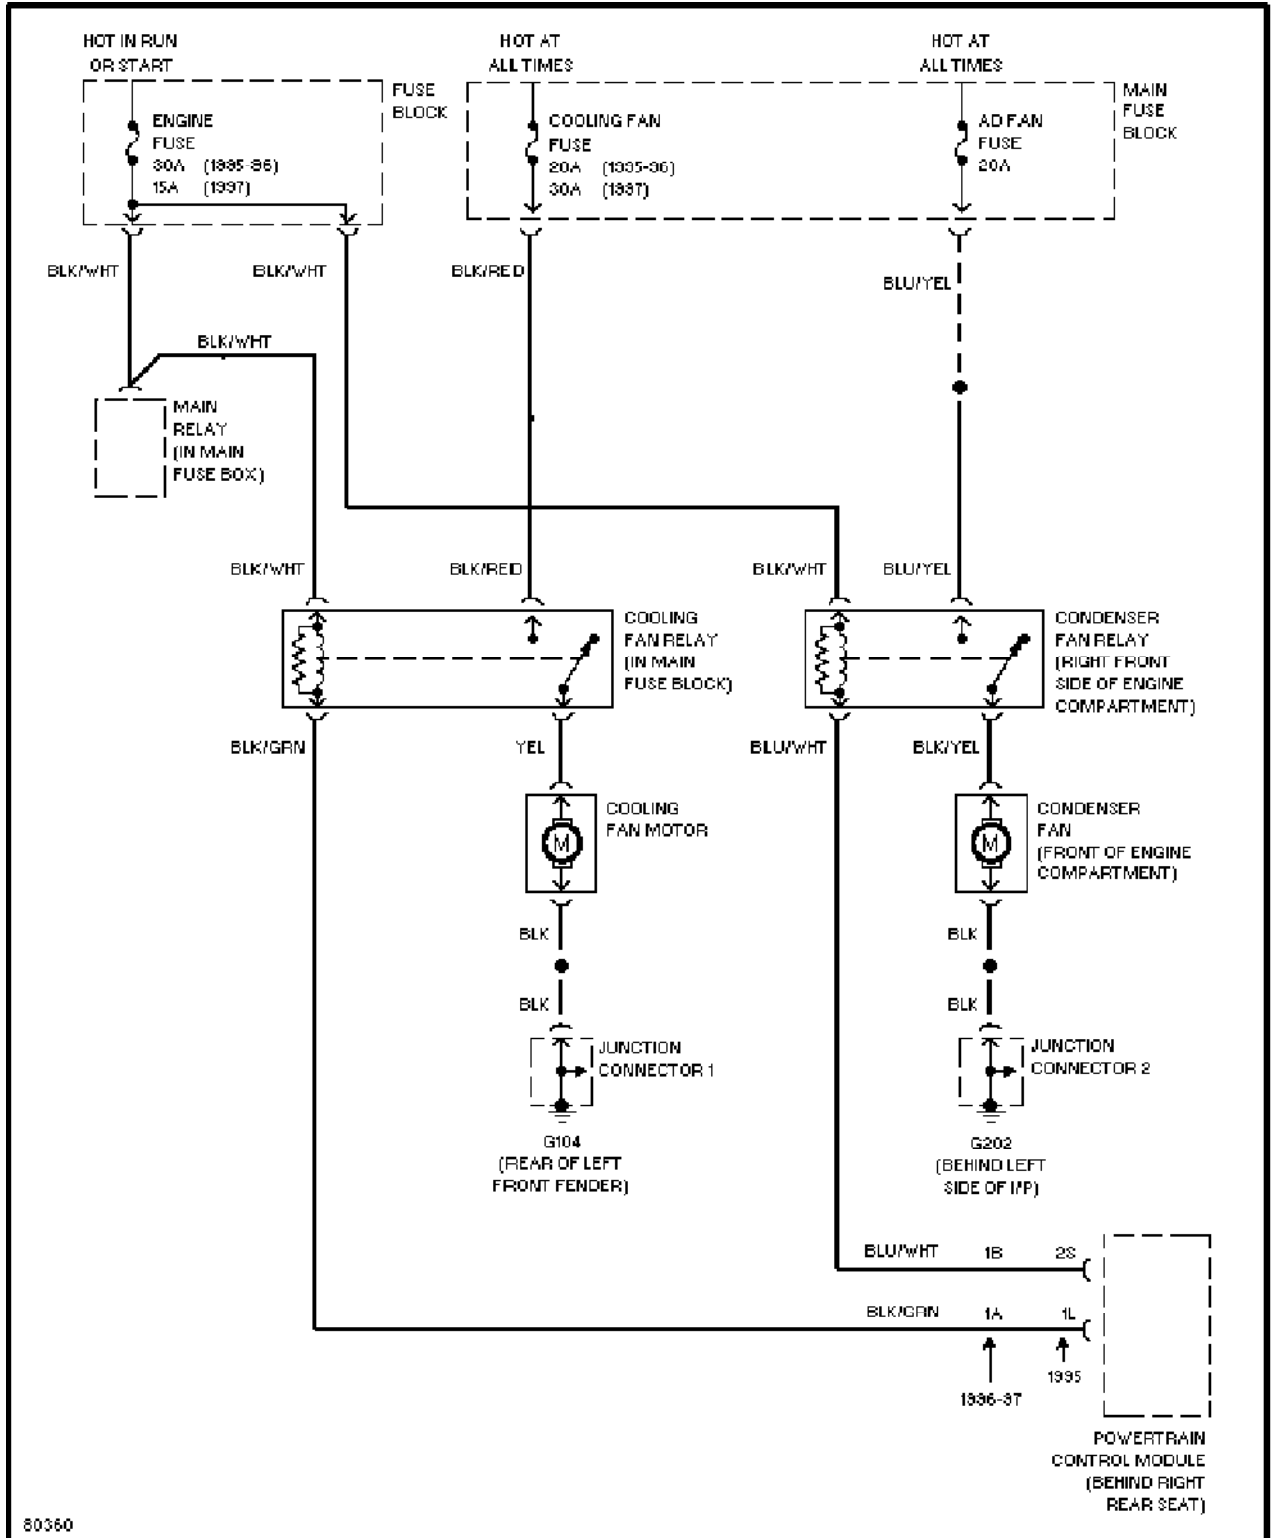 HOT IN RUN
OR START
HOT AT
ALL TIMES
HOT AT
ALL TIMES
FUSE
BLOCK
MAIN
FUSE
BLOCK
ENGINE
FUSE
30A (1995-96)
15A (1997)
COOLING FAN
FUSE
20A (1995-96)
30A (1997)
AD FAN
FUSE
20A
BLK/WHT
BLK/WHT
BLK/RED
BLU/YEL
BLK/WHT
MAIN
RELAY
(IN MAIN
FUSE BOX)
BLK/WHT
BLK/RED
BLK/WHT
BLU/YEL
COOLING
FAN RELAY
(IN MAIN
FUSE BLOCK)
CONDENSER
FAN RELAY
(RIGHT FRONT
SIDE OF ENGINE
COMPARTMENT)
BLK/GRN
YEL
BLU/WHT
BLK/YEL
COOLING
FAN MOTOR
M
CONDENSER
FAN
(FRONT OF ENGINE
COMPARTMENT)
M
BLK
BLK
BLK
BLK
JUNCTION
CONNECTOR 1
JUNCTION
CONNECTOR 2
G104
(REAR OF LEFT
FRONT FENDER)
G202
(BEHIND LEFT
SIDE OF I/P)
BLU/WHT 1B 2S
BLK/GRN 1A 1L
1995
1996-97
POWERTRAIN
CONTROL MODULE
(BEHIND RIGHT
REAR SEAT)
80360